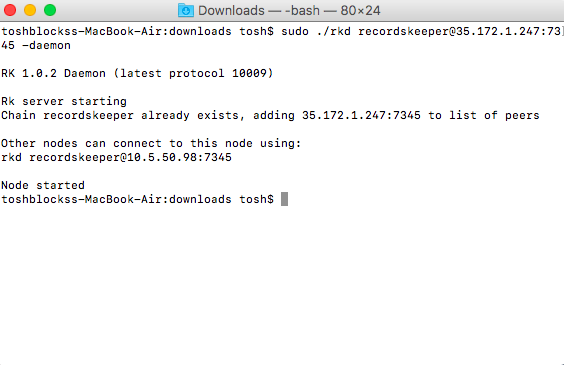 Downloads — -bash — 80×24
toshblockss-MacBook-Air:downloads tosh$ sudo ./rkd recordskeeper@35.172.1.247:73
45 -daemon
RK 1.0.2 Daemon (latest protocol 10009)
Rk server starting
Chain recordskeeper already exists, adding 35.172.1.247:7345 to list of peers
Other nodes can connect to this node using:
rkd recordskeeper@10.5.50.98:7345
Node started
toshblockss-MacBook-Air:downloads tosh$